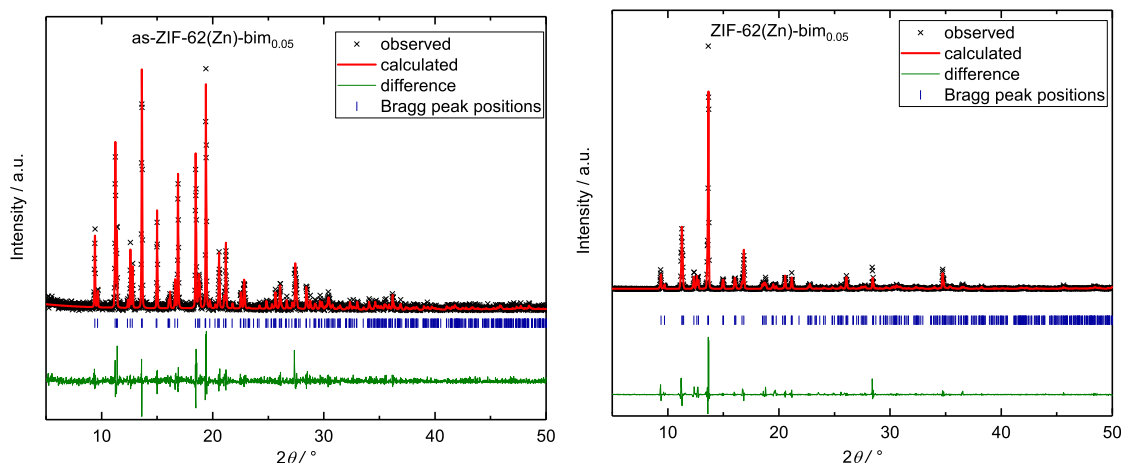 as-ZIF-62(Zn)-bim0.05
observed
calculated
difference
Bragg peak positions
Intensity / a.u.
10 20 30 40 50
2θ / °
ZIF-62(Zn)-bim0.05
observed
calculated
difference
Bragg peak positions
Intensity / a.u.
10 20 30 40 50
2θ / °